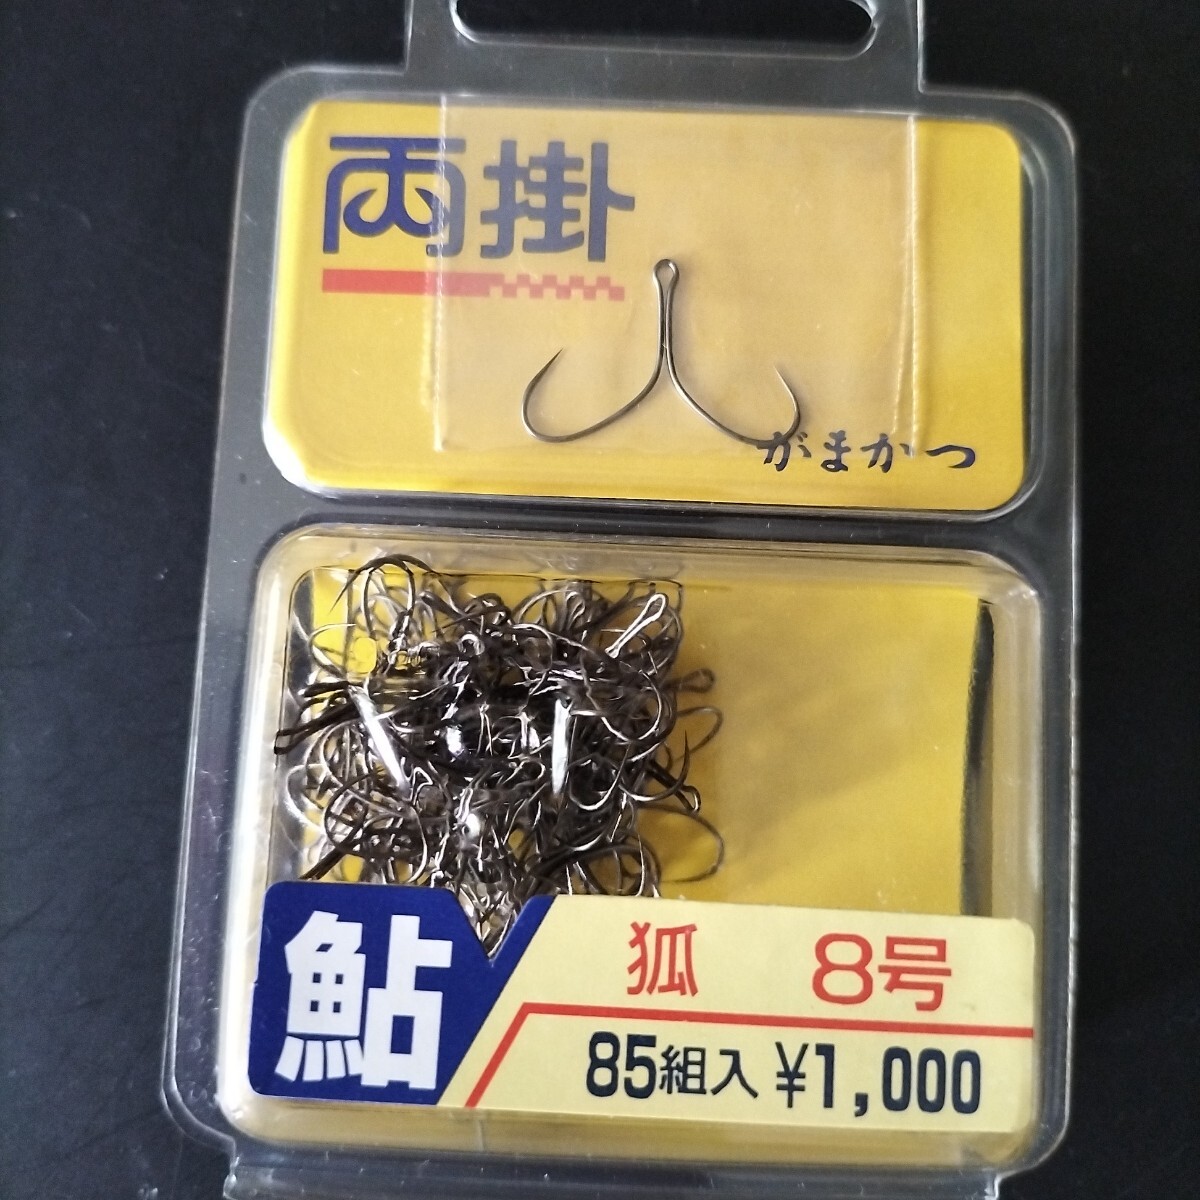 両掛
がまかつ
鮎
狐 8号
85組入 ¥1,000